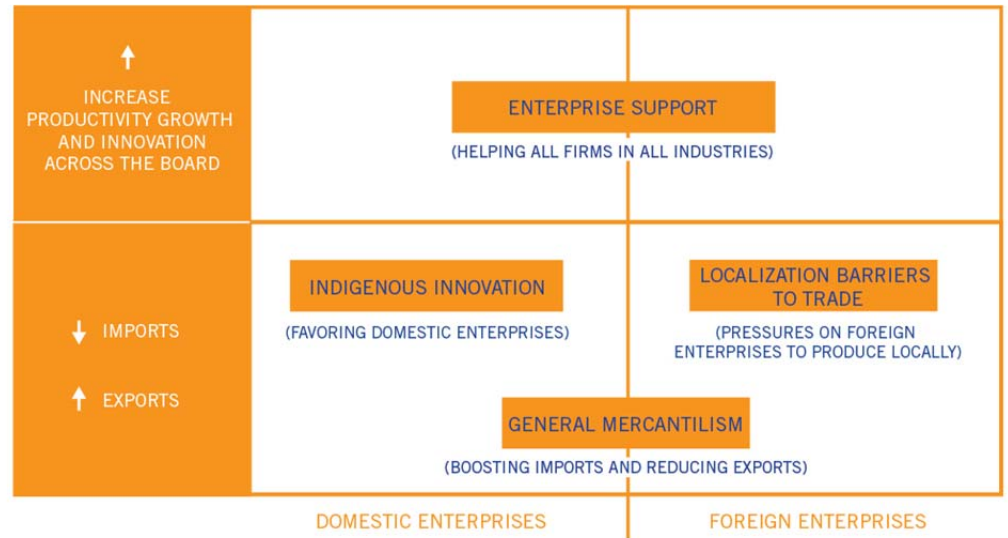 INCREASE
PRODUCTIVITY GROWTH
AND INNOVATION
ACROSS THE BOARD
ENTERPRISE SUPPORT
(HELPING ALL FIRMS IN ALL INDUSTRIES)
IMPORTS
EXPORTS
INDIGENOUS INNOVATION
(FAVORING DOMESTIC ENTERPRISES)
LOCALIZATION BARRIERS
TO TRADE
(PRESSURES ON FOREIGN
ENTERPRISES TO PRODUCE LOCALLY)
GENERAL MERCANTILISM
(BOOSTING IMPORTS AND REDUCING EXPORTS)
DOMESTIC ENTERPRISES
FOREIGN ENTERPRISES